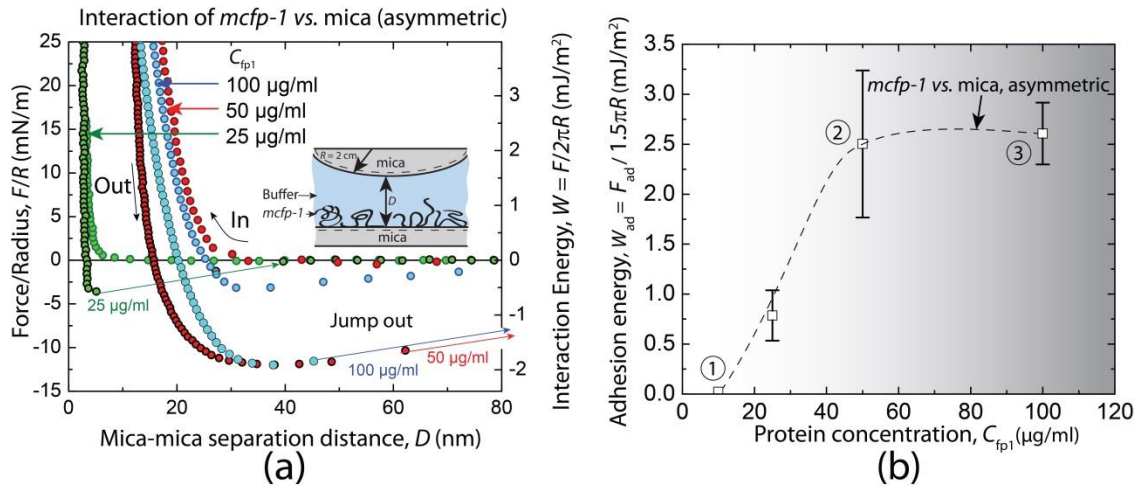 Interaction of mcfp-1 vs. mica (asymmetric)
(a)
25
20
15
10
5
0
-5
-10
-15
Force/Radius, F/R (mN/m)
C_fp1
100 µg/ml
50 µg/ml
25 µg/ml
Out
In
R = 2 cm
mica
Buffer
mcfp-1
D
mica
25 µg/ml
Jump out
100 µg/ml
50 µg/ml
3
2
1
0
-1
-2
Interaction Energy, W = F/2πR (mJ/m²)
0 20 40 60 80
Mica-mica separation distance, D (nm)
(a)
(b)
3.5
3.0
2.5
2.0
1.5
1.0
0.5
0.0
Adhesion energy, W_ad = F_ad / 1.5πR (mJ/m²)
mcfp-1 vs. mica, asymmetric
1
2
3
0 20 40 60 80 100 120
Protein concentration, C_fp1 (µg/ml)
(b)